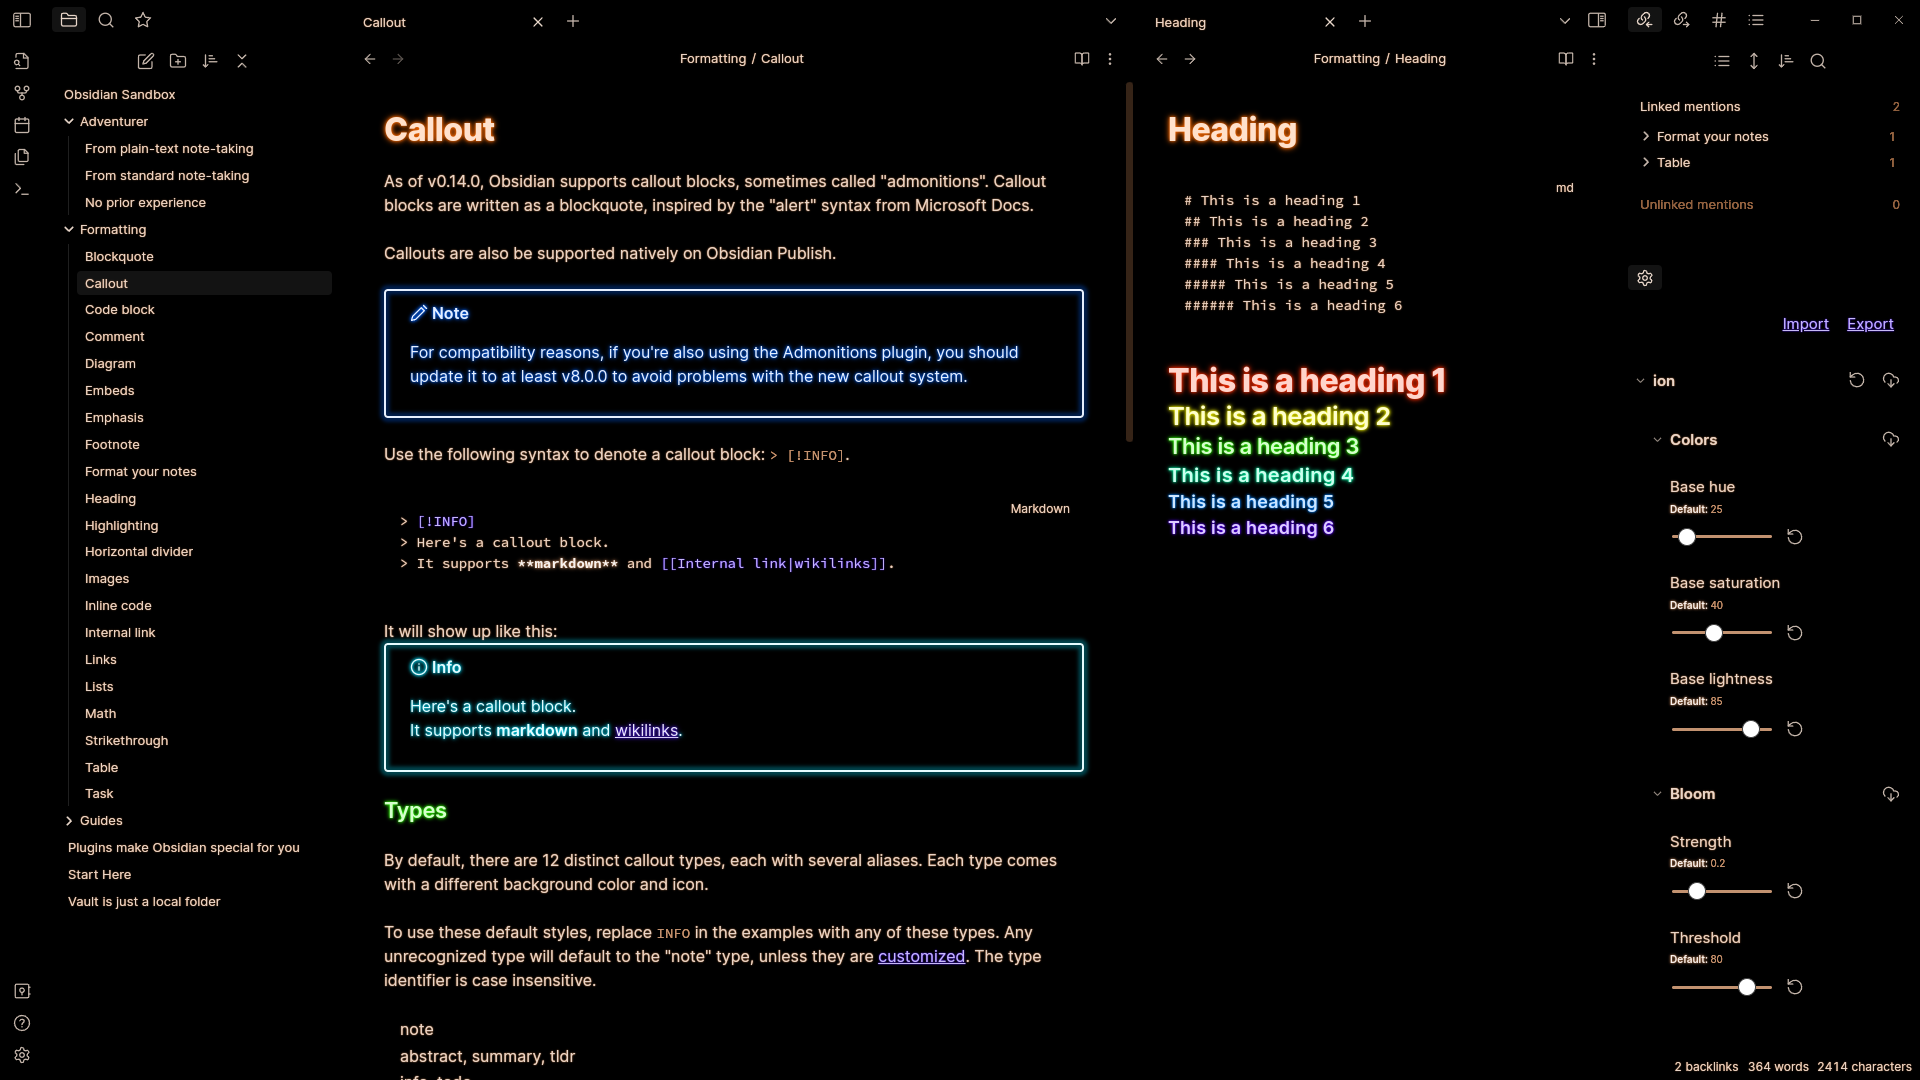 Callout
Heading
Formatting / Callout
Formatting / Heading
Obsidian Sandbox
Adventurer
From plain-text note-taking
From standard note-taking
No prior experience
Formatting
Blockquote
Callout
Code block
Comment
Diagram
Embeds
Emphasis
Footnote
Format your notes
Heading
Highlighting
Horizontal divider
Images
Inline code
Internal link
Links
Lists
Math
Strikethrough
Table
Task
Guides
Plugins make Obsidian special for you
Start Here
Vault is just a local folder
Callout
As of v0.14.0, Obsidian supports callout blocks, sometimes called "admonitions". Callout
blocks are written as a blockquote, inspired by the "alert" syntax from Microsoft Docs.
Callouts are also be supported natively on Obsidian Publish.
Note
For compatibility reasons, if you're also using the Admonitions plugin, you should
update it to at least v8.0.0 to avoid problems with the new callout system.
Use the following syntax to denote a callout block: > [!INFO].
Markdown
> [!INFO]
> Here's a callout block.
> It supports **markdown** and [[Internal link|wikilinks]].
It will show up like this:
Info
Here's a callout block.
It supports markdown and wikilinks.
Types
By default, there are 12 distinct callout types, each with several aliases. Each type comes
with a different background color and icon.
To use these default styles, replace INFO in the examples with any of these types. Any
unrecognized type will default to the "note" type, unless they are customized. The type
identifier is case insensitive.
note
abstract, summary, tldr
info, todo
Heading
md
# This is a heading 1
## This is a heading 2
### This is a heading 3
#### This is a heading 4
##### This is a heading 5
###### This is a heading 6
This is a heading 1
This is a heading 2
This is a heading 3
This is a heading 4
This is a heading 5
This is a heading 6
Linked mentions 2
Format your notes 1
Table 1
Unlinked mentions 0
Import Export
ion
Colors
Base hue
Default: 25
Base saturation
Default: 40
Base lightness
Default: 85
Bloom
Strength
Default: 0.2
Threshold
Default: 80
2 backlinks 364 words 2414 characters